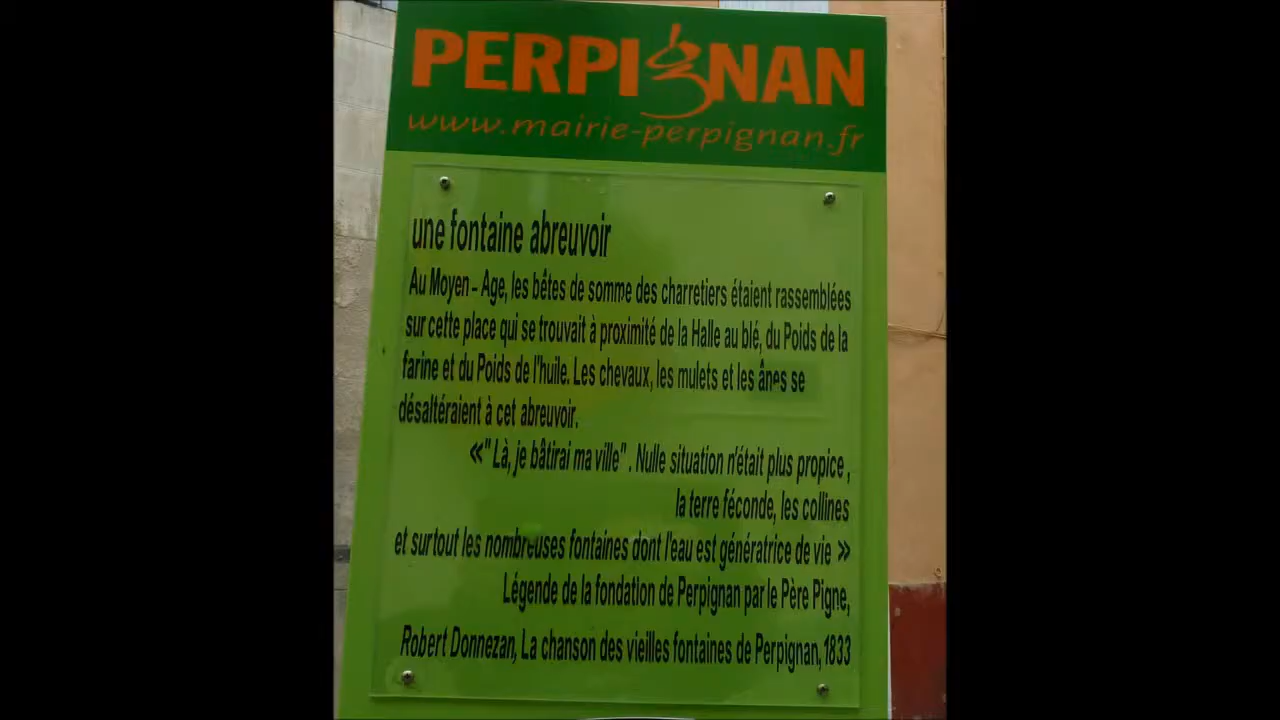 PERPIGNAN
www.mairie-perpignan.fr
une fontaine abreuvoir
Au Moyen - Age, les bêtes de somme des charretiers étaient rassemblées
sur cette place qui se trouvait à proximité de la Halle au blé, du Poids de la
farine et du Poids de l'huile. Les chevaux, les mulets et les ânes se
désaltéraient à cet abreuvoir.
«" Là, je bâtirai ma ville" . Nulle situation n'était plus propice ,
la terre féconde, les collines
et surtout les nombreuses fontaines dont l'eau est génératrice de vie »
Légende de la fondation de Perpignan par le Père Pigne,
Robert Donnezan, La chanson des vieilles fontaines de Perpignan, 1833